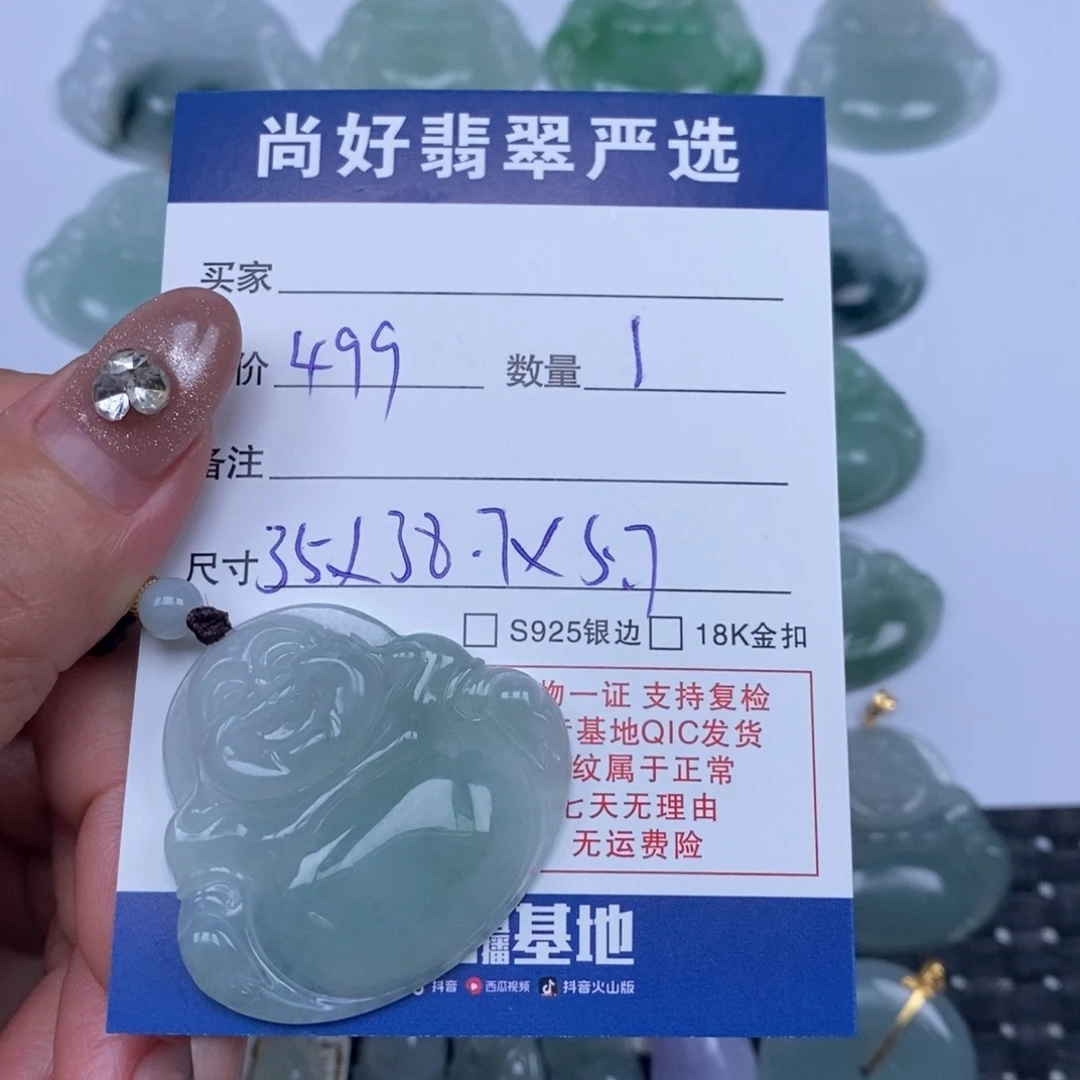 尚好翡翠严选
买家
价 499 数量 1
备注
尺寸 35X38.7X5.7
S925银边 18K金扣
物一证 支持复检
基地QIC发货
纹属于正常
七天无理由
无运费险
播基地
抖音 西瓜视频 抖音火山版